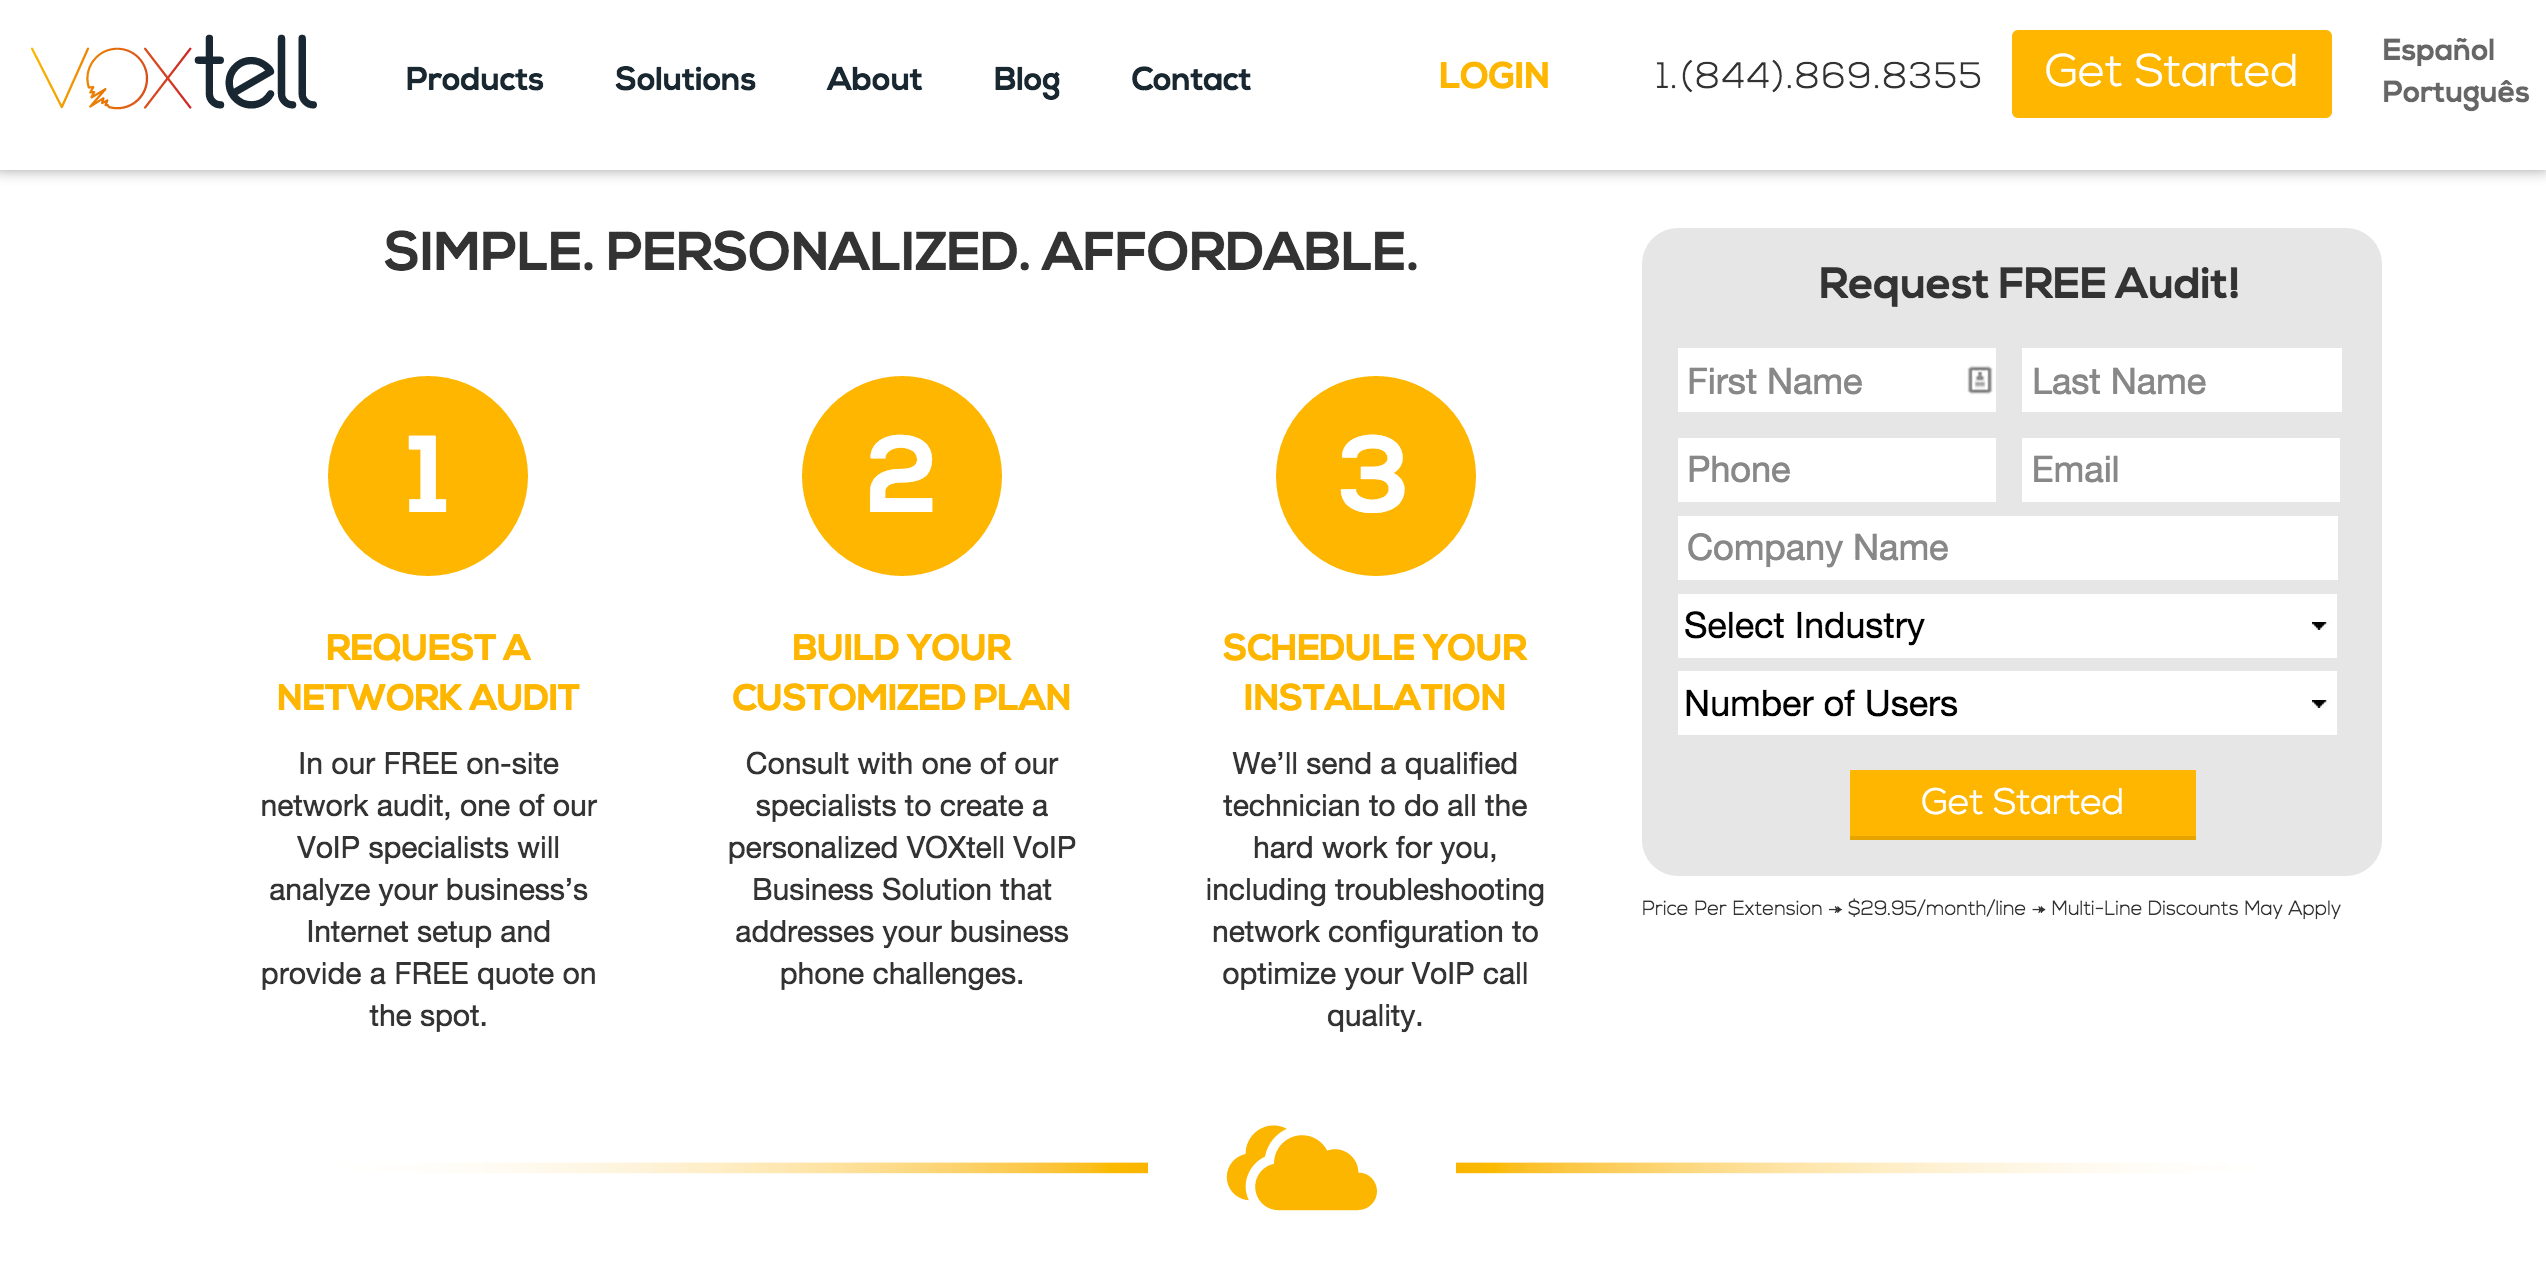 voxtell
Products Solutions About Blog Contact
LOGIN
1.(844).869.8355
Get Started
Español
Português
SIMPLE. PERSONALIZED. AFFORDABLE.
1
REQUEST A
NETWORK AUDIT
In our FREE on-site
network audit, one of our
VoIP specialists will
analyze your business’s
Internet setup and
provide a FREE quote on
the spot.
2
BUILD YOUR
CUSTOMIZED PLAN
Consult with one of our
specialists to create a
personalized VOXtell VoIP
Business Solution that
addresses your business
phone challenges.
3
SCHEDULE YOUR
INSTALLATION
We’ll send a qualified
technician to do all the
hard work for you,
including troubleshooting
network configuration to
optimize your VoIP call
quality.
Request FREE Audit!
First Name
Last Name
Phone
Email
Company Name
Select Industry
Number of Users
Get Started
Price Per Extension ➛ $29.95/month/line ➛ Multi-Line Discounts May Apply